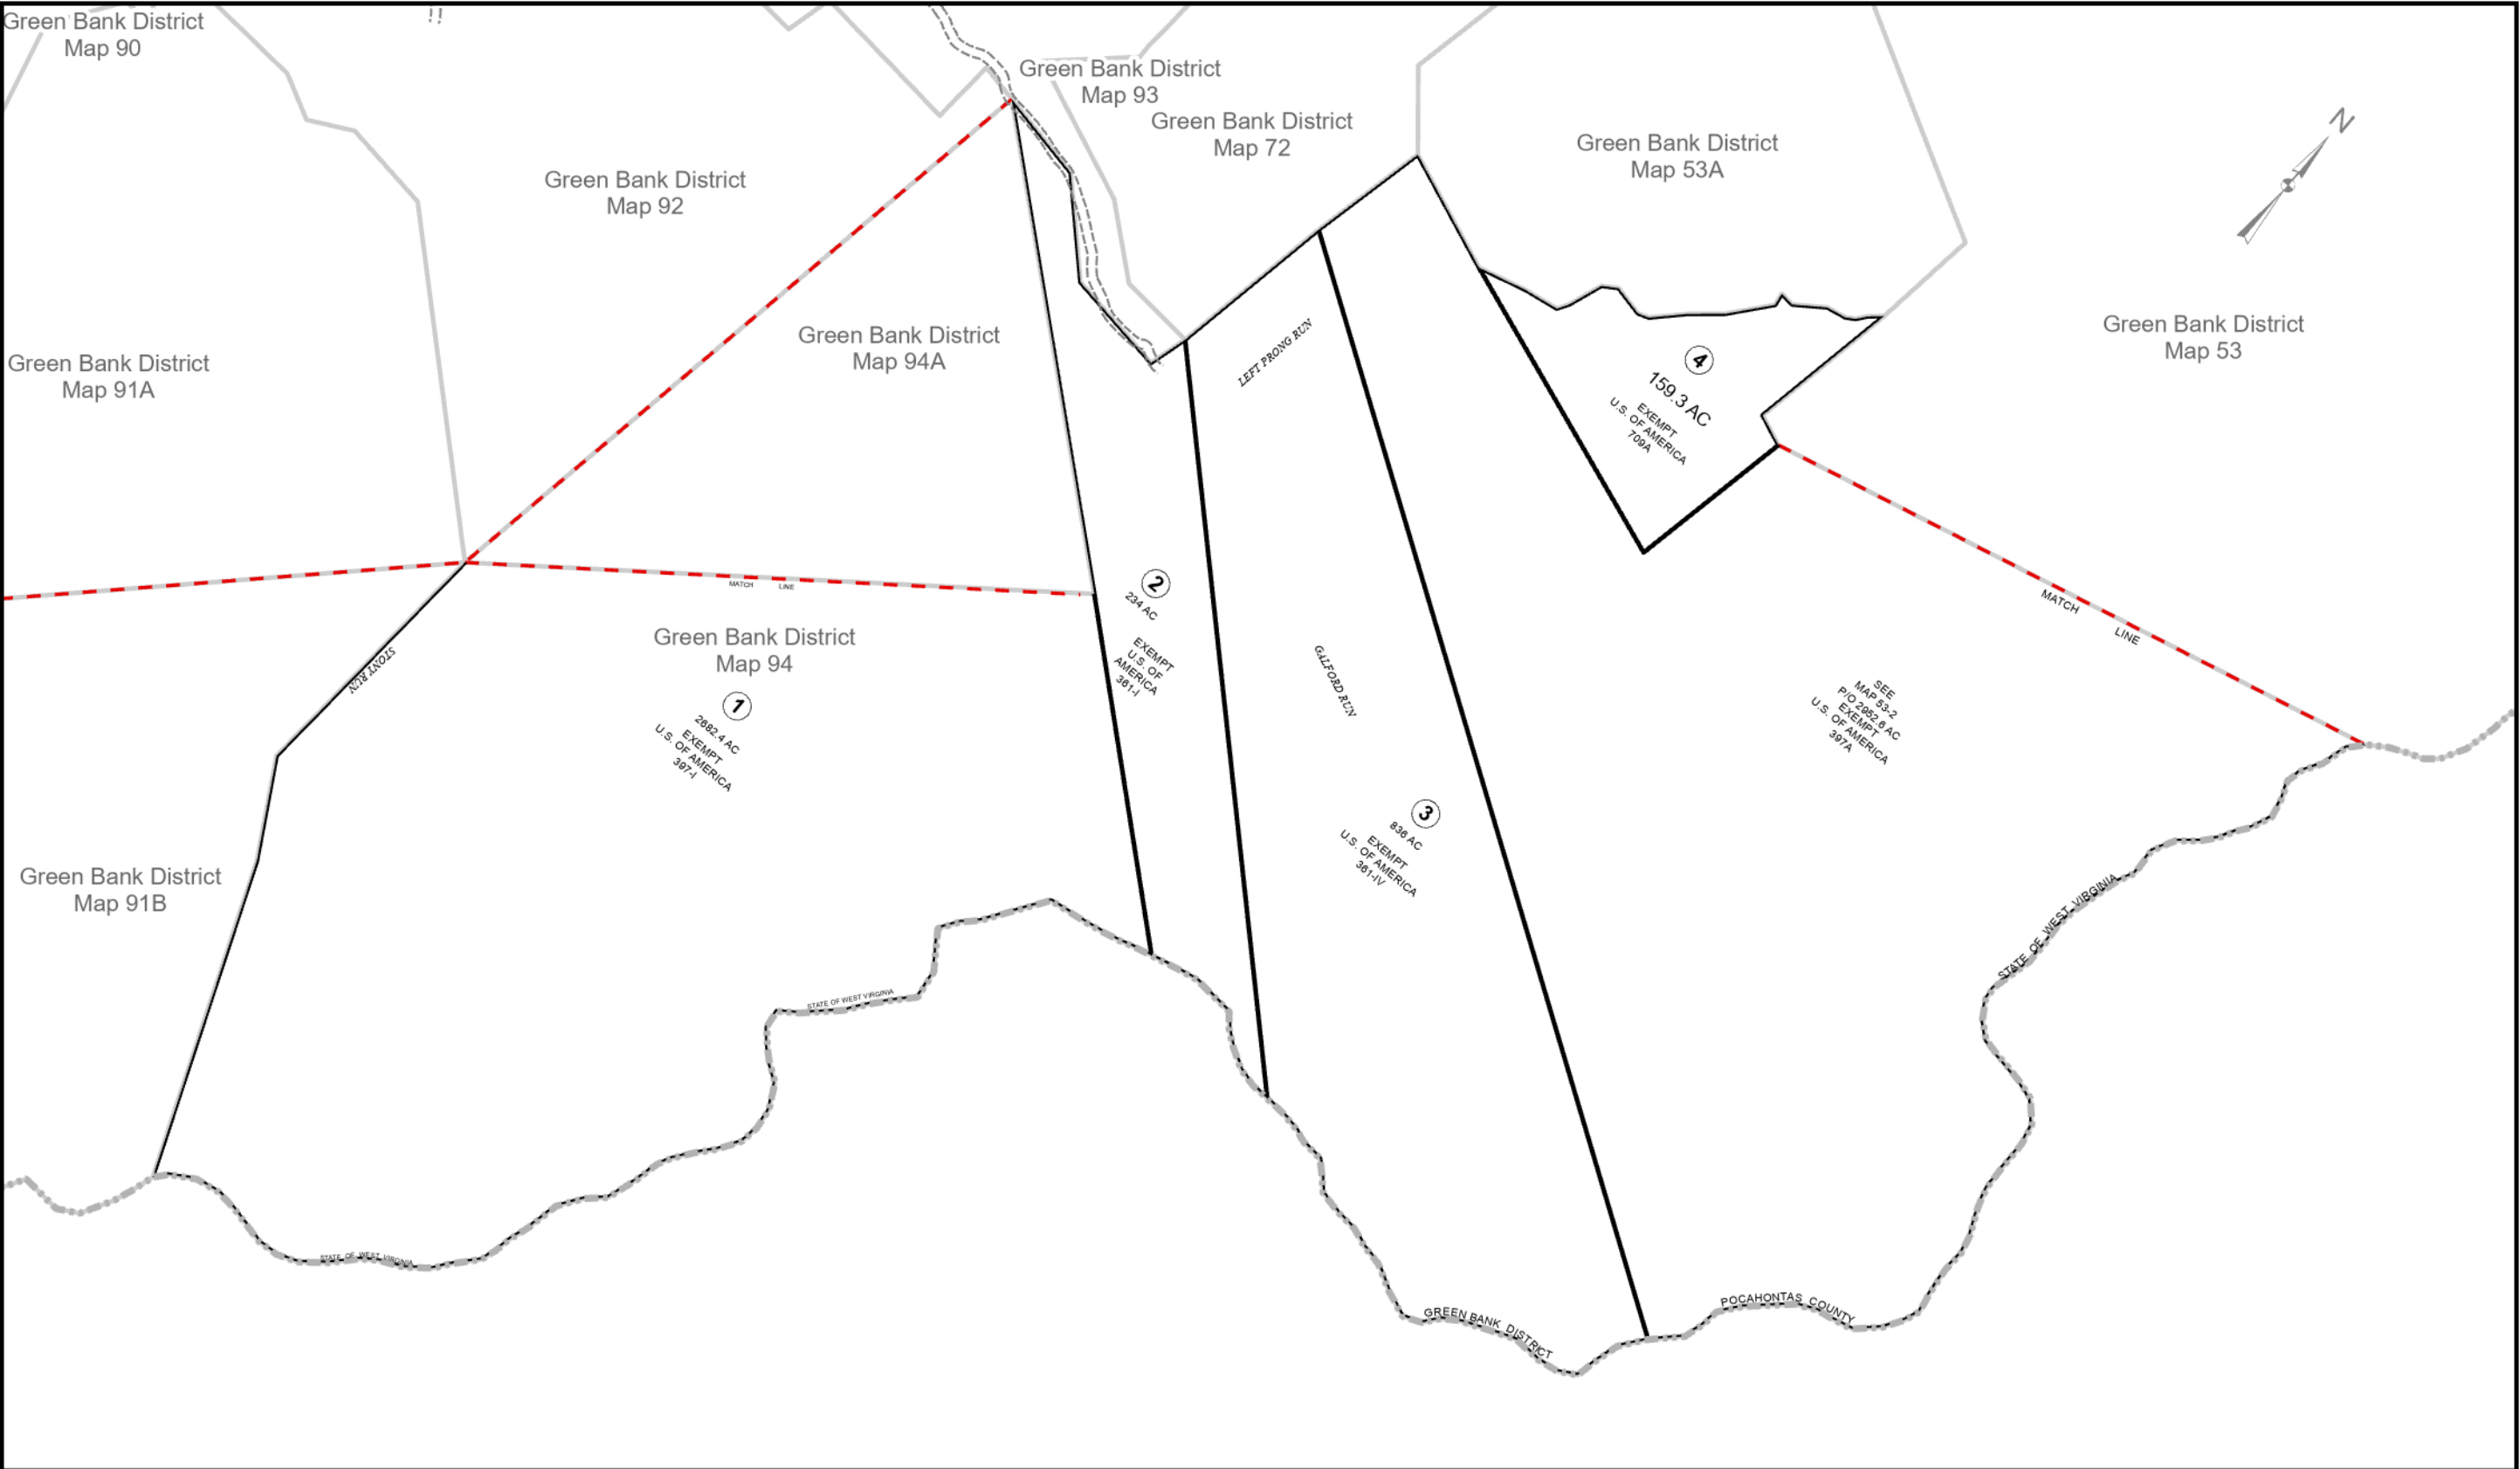 Green Bank District
Map 90
Green Bank District
Map 93
Green Bank District
Map 72
Green Bank District
Map 53A
N
Green Bank District
Map 92
Green Bank District
Map 94A
Green Bank District
Map 53
Green Bank District
Map 91A
LEFT PRONG RUN
4
159.3 AC
EXEMPT
U.S. OF AMERICA
709A
MATCH LINE
2
234 AC
EXEMPT
U.S. OF
AMERICA
361-I
MATCH LINE
Green Bank District
Map 94
STONY RUN
1
2682.4 AC
EXEMPT
U.S. OF AMERICA
397-I
GALFORD RUN
SEE
MAP 53-2
P/O 2952.6 AC
EXEMPT
U.S. OF AMERICA
397A
3
836 AC
EXEMPT
U.S. OF AMERICA
361-IV
Green Bank District
Map 91B
STATE OF WEST VIRGINIA
STATE OF WEST VIRGINIA
STATE OF WEST VIRGINIA
GREEN BANK DISTRICT
POCAHONTAS COUNTY